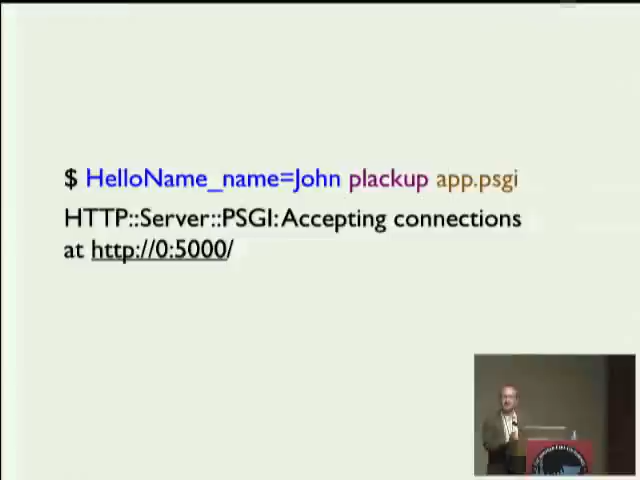 $ HelloName_name=John plackup app.psgi
HTTP::Server::PSGI: Accepting connections
at http://0:5000/